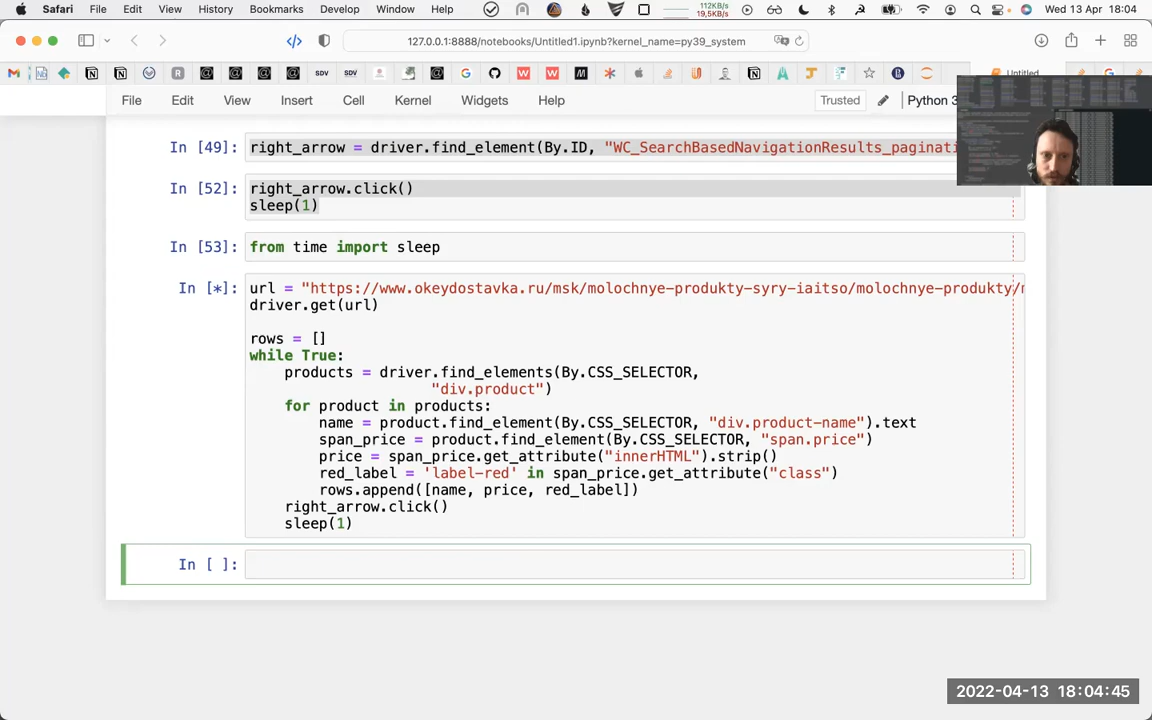 Safari File Edit View History Bookmarks Develop Window Help 112KB/s 19,5KB/s Wed 13 Apr 18:04
127.0.0.1:8888/notebooks/Untitled1.ipynb?kernel_name=py39_system
SDV SDV Untitled
File Edit View Insert Cell Kernel Widgets Help Trusted Python 3
In [49]: right_arrow = driver.find_element(By.ID, "WC_SearchBasedNavigationResults_paginati
In [52]: right_arrow.click()
sleep(1)
In [53]: from time import sleep
In [*]: url = "https://www.okeydostavka.ru/msk/molochnye-produkty-syry-iaitso/molochnye-produkty/
driver.get(url)
rows = []
while True:
products = driver.find_elements(By.CSS_SELECTOR,
"div.product")
for product in products:
name = product.find_element(By.CSS_SELECTOR, "div.product-name").text
span_price = product.find_element(By.CSS_SELECTOR, "span.price")
price = span_price.get_attribute("innerHTML").strip()
red_label = 'label-red' in span_price.get_attribute("class")
rows.append([name, price, red_label])
right_arrow.click()
sleep(1)
In [ ]:
2022-04-13 18:04:45